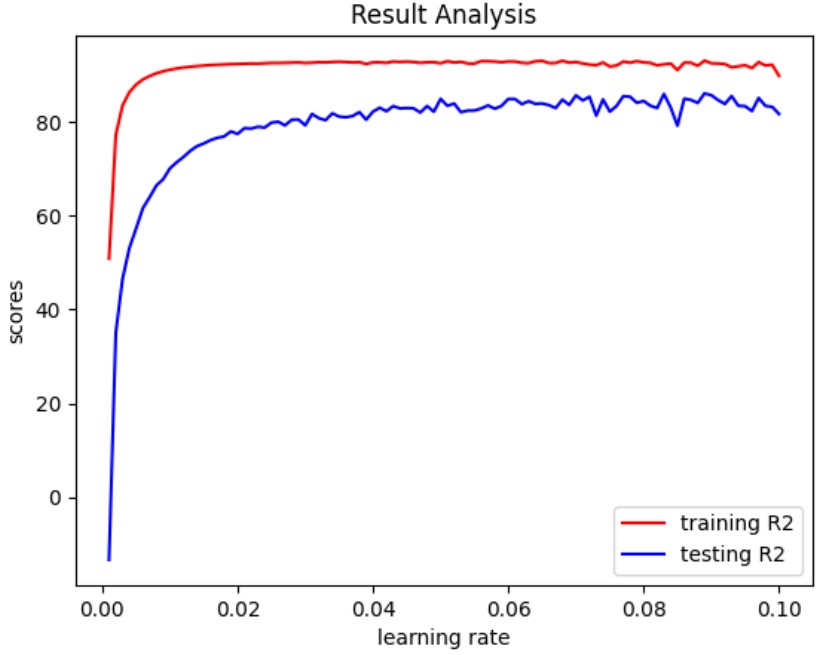 Result Analysis
80
60
40
20
0
scores
training R2
testing R2
0.00 0.02 0.04 0.06 0.08 0.10
learning rate